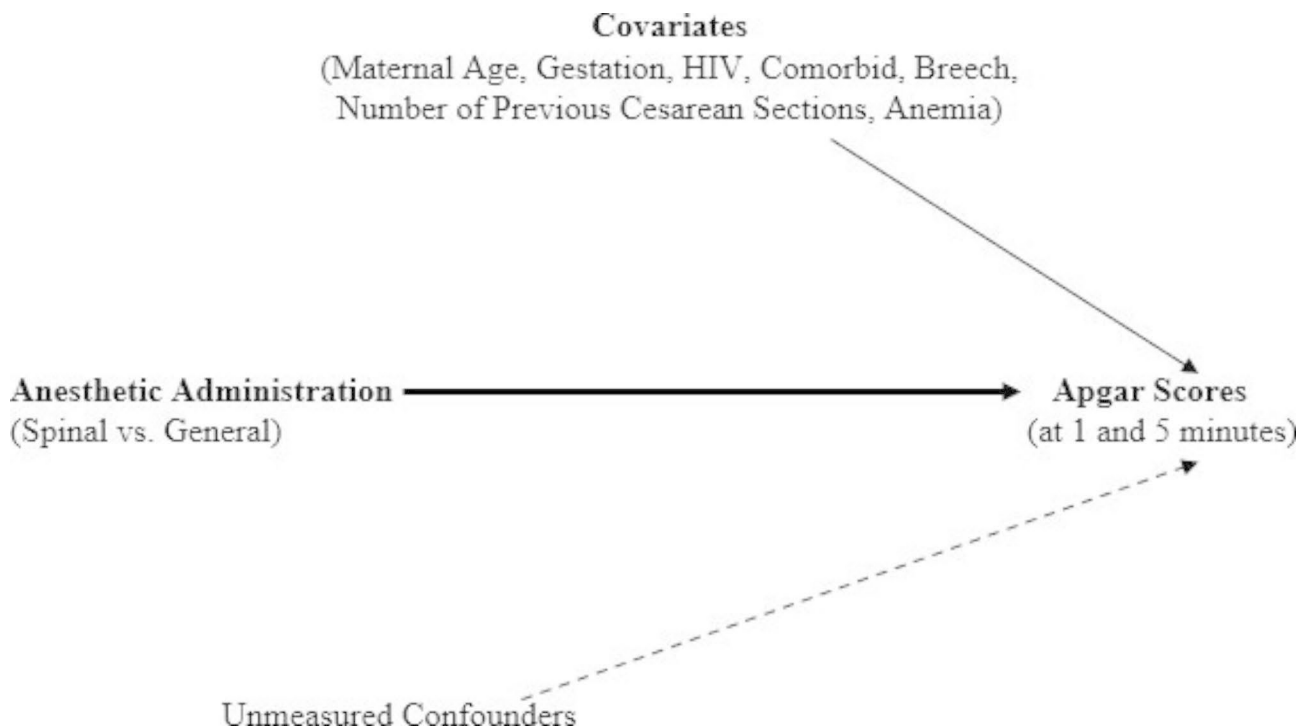 Covariates
(Maternal Age, Gestation, HIV, Comorbid, Breech,
Number of Previous Cesarean Sections, Anemia)
Anesthetic Administration
(Spinal vs. General)
Apgar Scores
(at 1 and 5 minutes)
Unmeasured Confounders